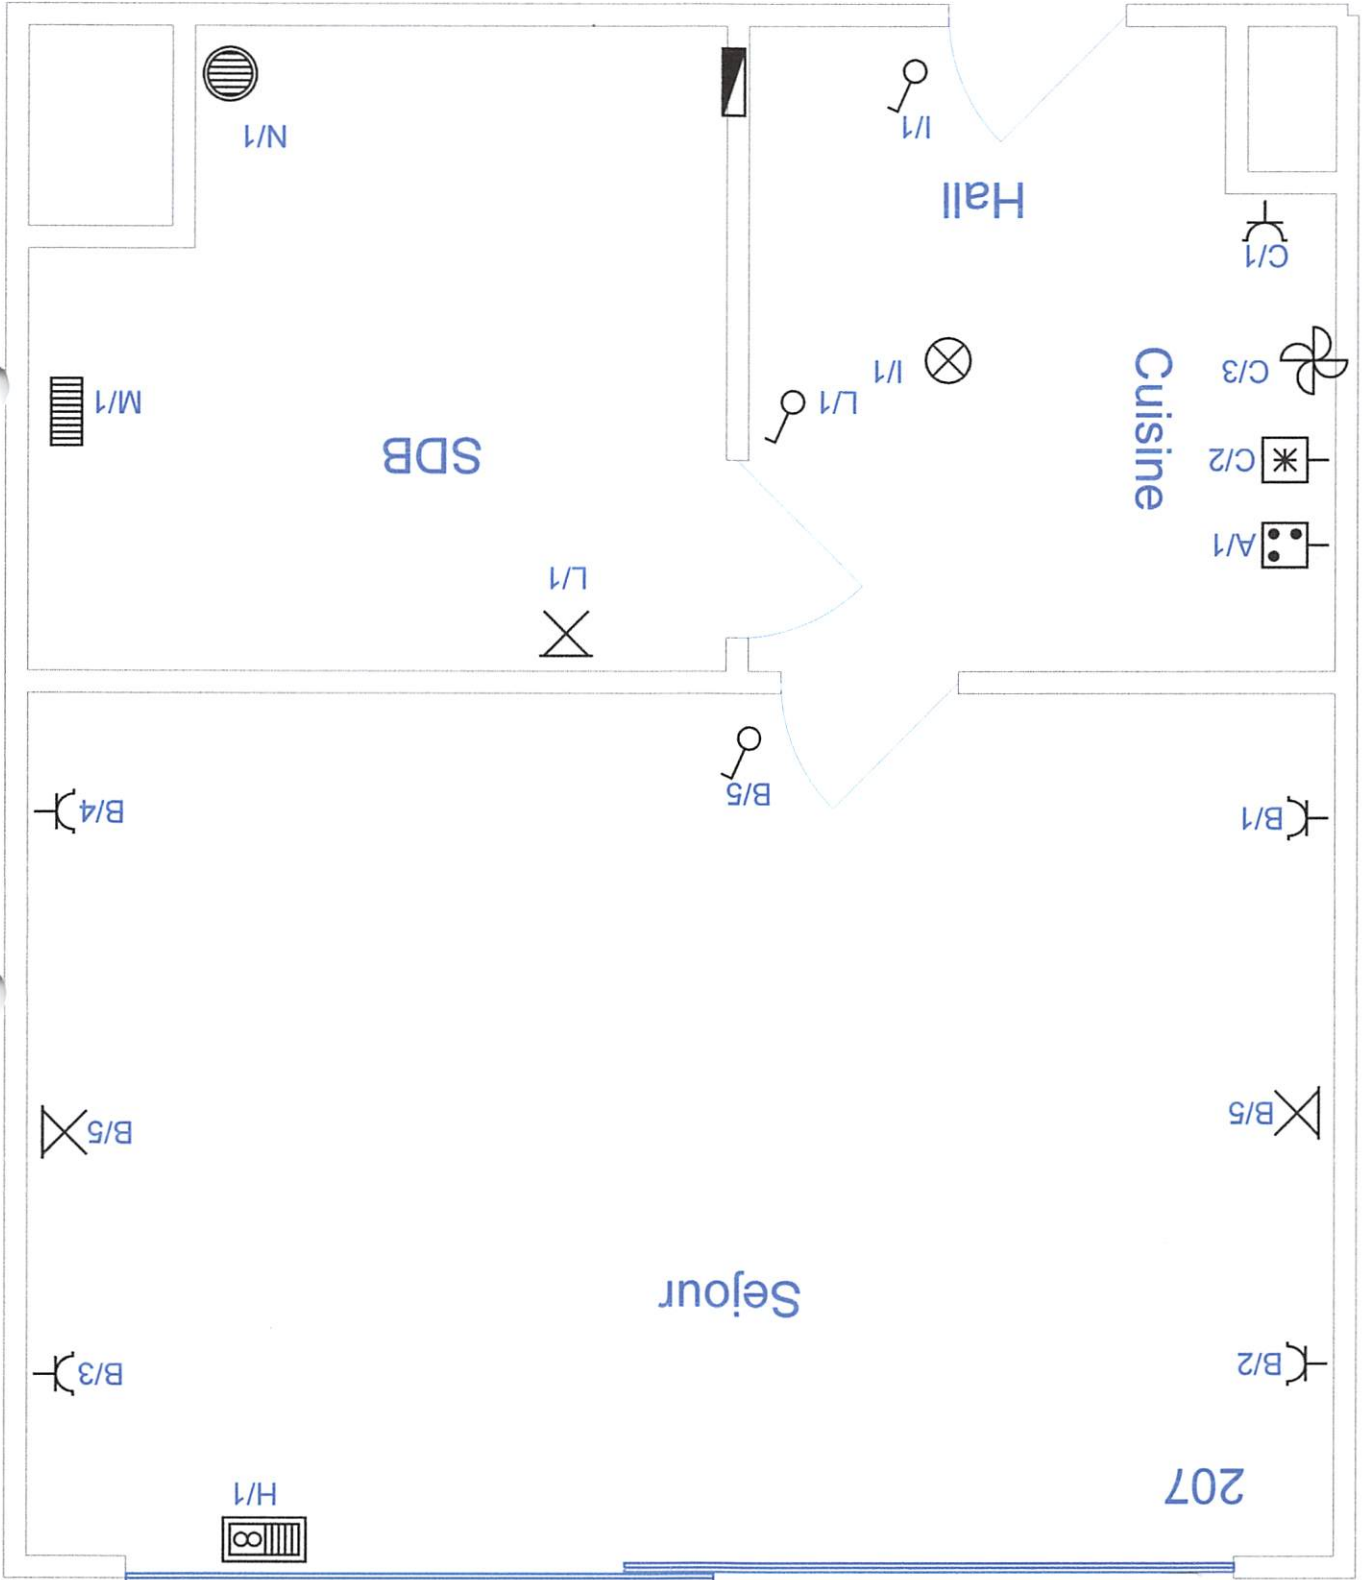 207
H/1
B/2
B/3
Sejour
B/5
B/5
B/1
B/4
B/5
L/1
A/1
C/2
SDB
Cuisine
L/1
M/1
C/3
I/1
C/1
Hall
I/1
N/1